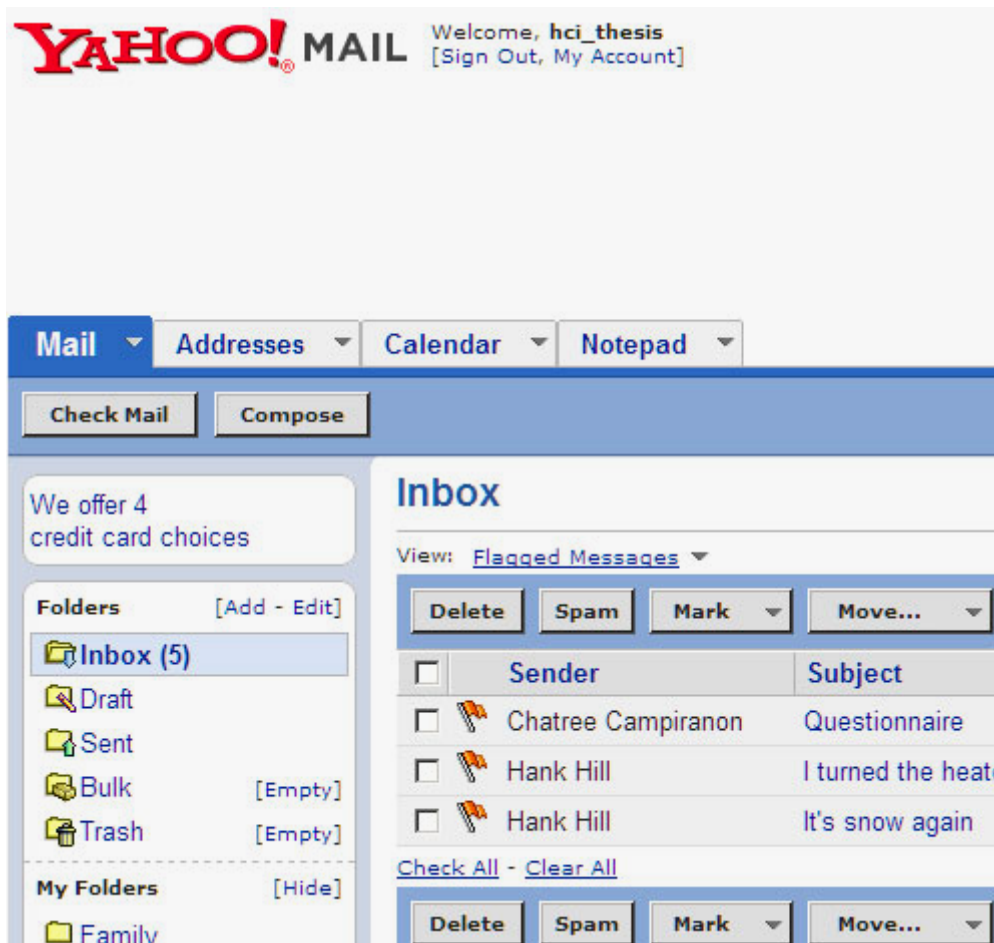 YAHOO!® MAIL
Welcome, hci_thesis
[Sign Out, My Account]
Mail Addresses Calendar Notepad
Check Mail Compose
We offer 4
credit card choices
Folders [Add - Edit]
Inbox (5)
Draft
Sent
Bulk [Empty]
Trash [Empty]
My Folders [Hide]
Family
Inbox
View: Flagged Messages
Delete Spam Mark Move...
Sender Subject
Chatree Campiranon Questionnaire
Hank Hill I turned the heat
Hank Hill It's snow again
Check All - Clear All
Delete Spam Mark Move...